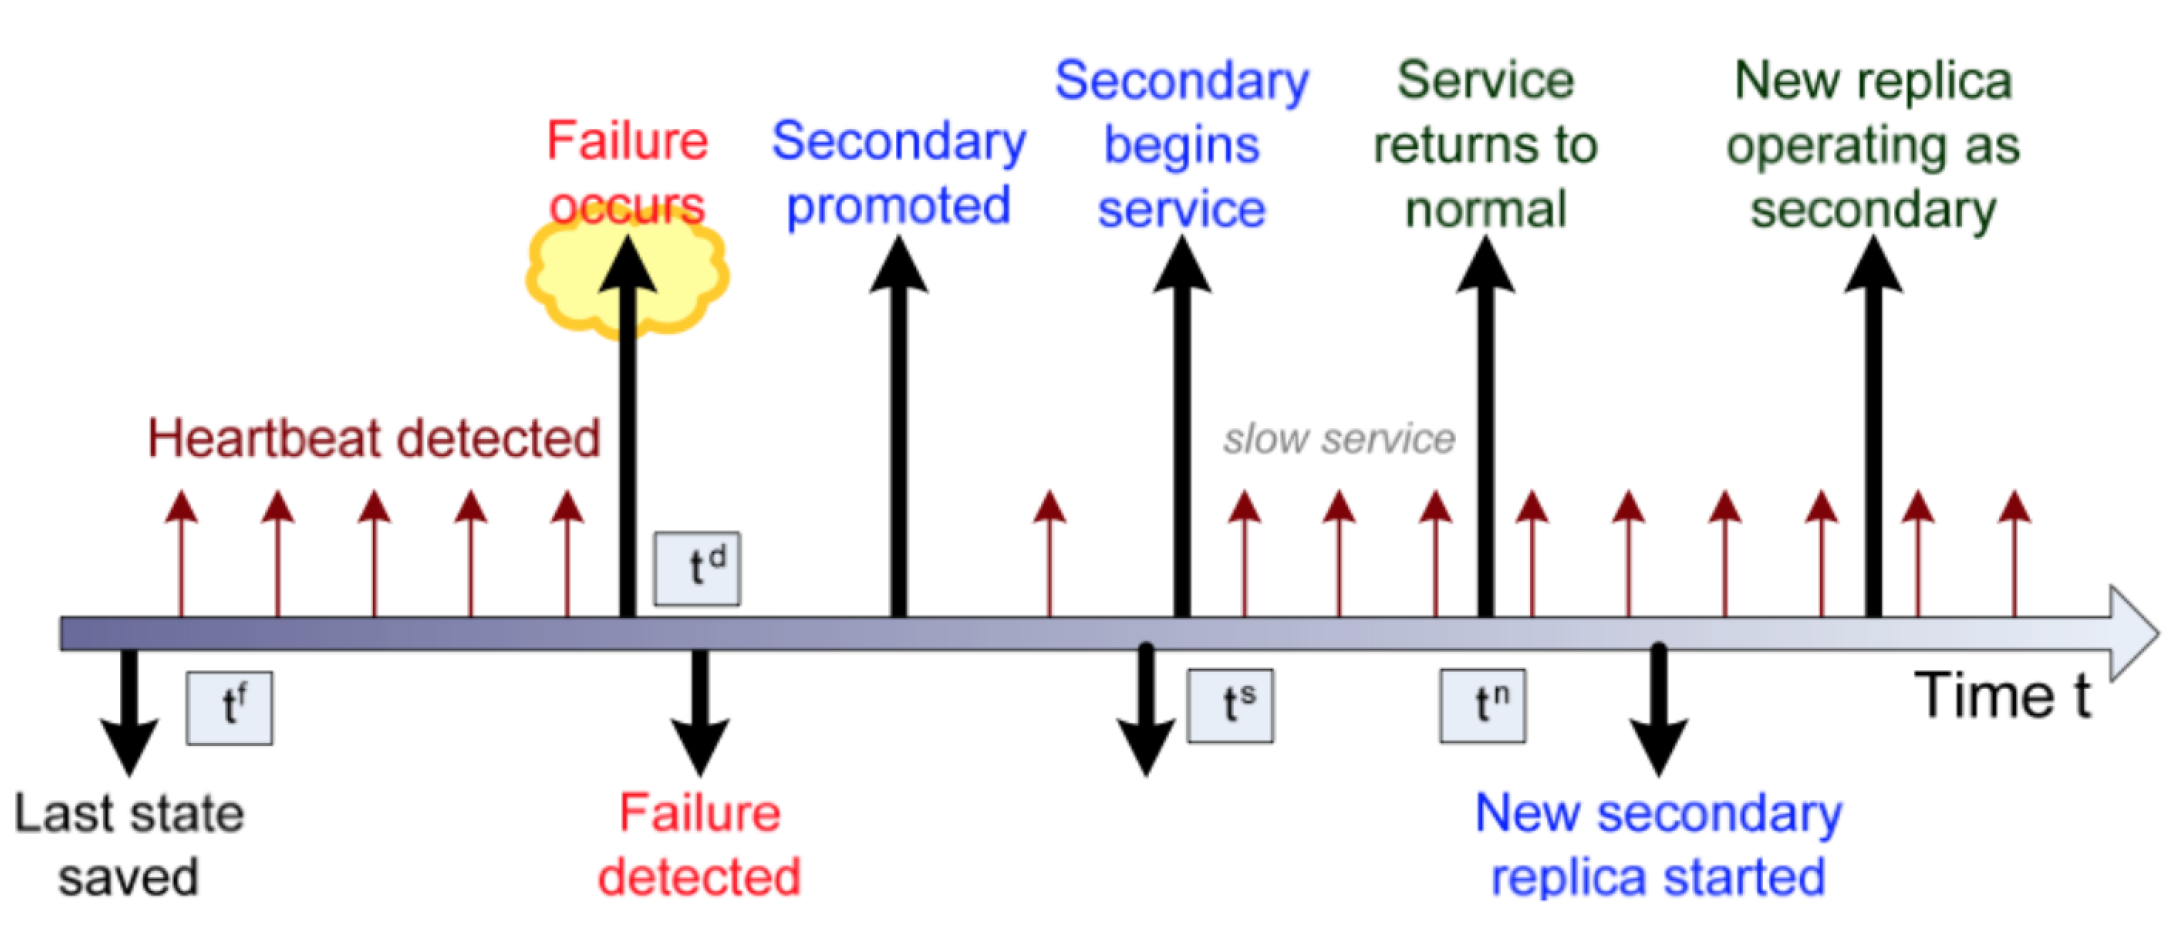 Failure
occurs
Secondary
promoted
Secondary
begins
service
Service
returns to
normal
New replica
operating as
secondary
Heartbeat detected
slow service
t^d
t^f
t^s
t^n
Time t
Last state
saved
Failure
detected
New secondary
replica started